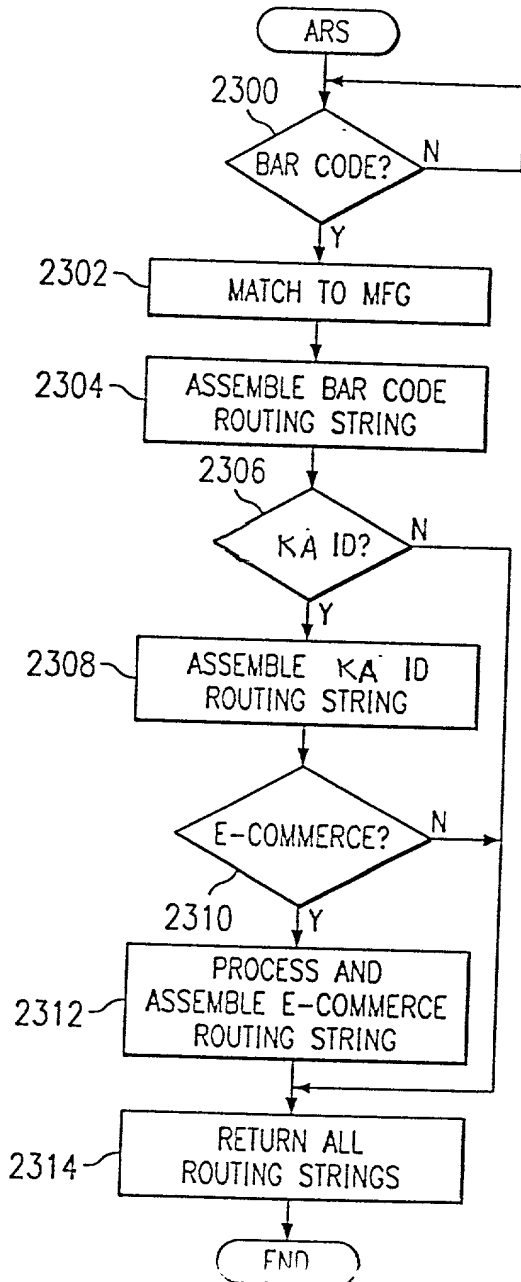 ARS
2300
BAR CODE?
N
Y
2302
MATCH TO MFG
2304
ASSEMBLE BAR CODE
ROUTING STRING
2306
KA ID?
N
Y
2308
ASSEMBLE KA ID
ROUTING STRING
E-COMMERCE?
N
2310
Y
2312
PROCESS AND
ASSEMBLE E-COMMERCE
ROUTING STRING
2314
RETURN ALL
ROUTING STRINGS
END